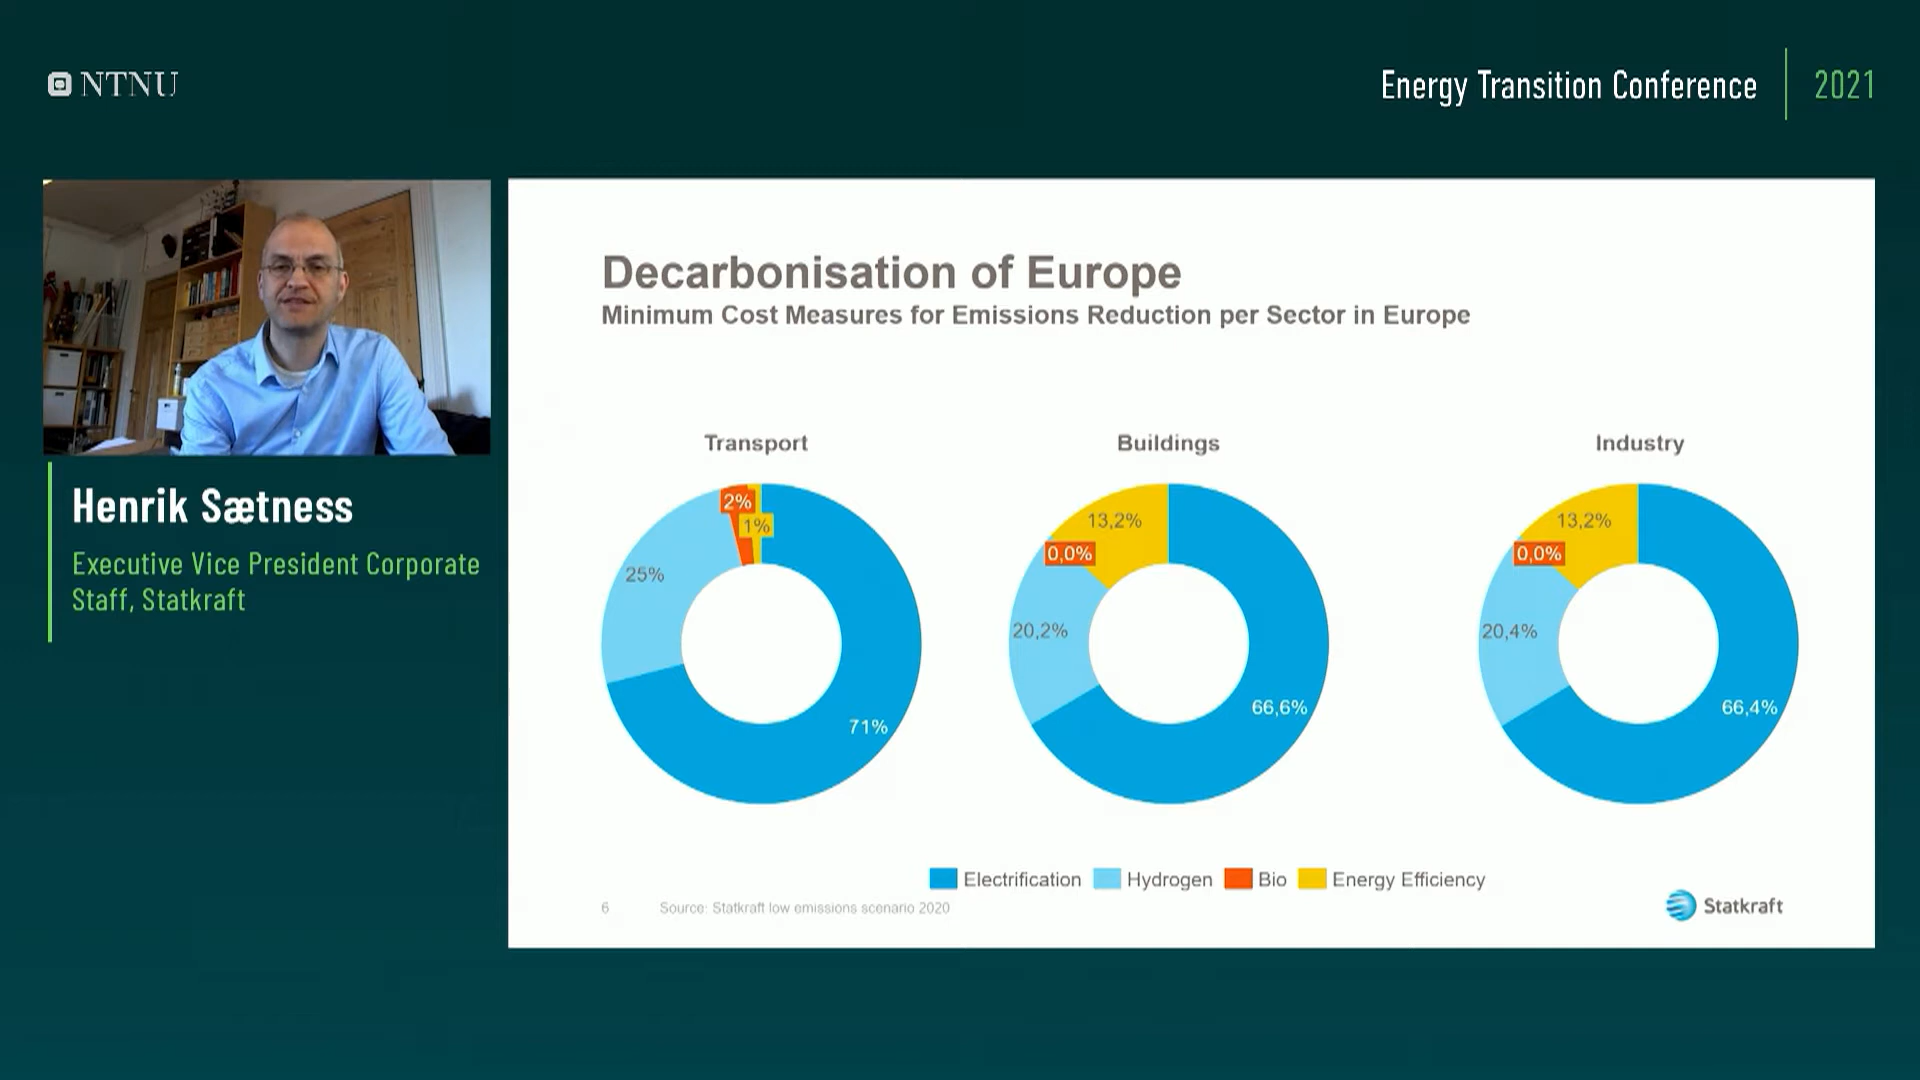 NTNU
Energy Transition Conference
2021
Henrik Sætness
Executive Vice President Corporate
Staff, Statkraft
Decarbonisation of Europe
Minimum Cost Measures for Emissions Reduction per Sector in Europe
Transport
2%
1%
25%
71%
Buildings
13,2%
0,0%
20,2%
66,6%
Industry
13,2%
0,0%
20,4%
66,4%
Electrification Hydrogen Bio Energy Efficiency
6 Source: Statkraft low emissions scenario 2020
Statkraft